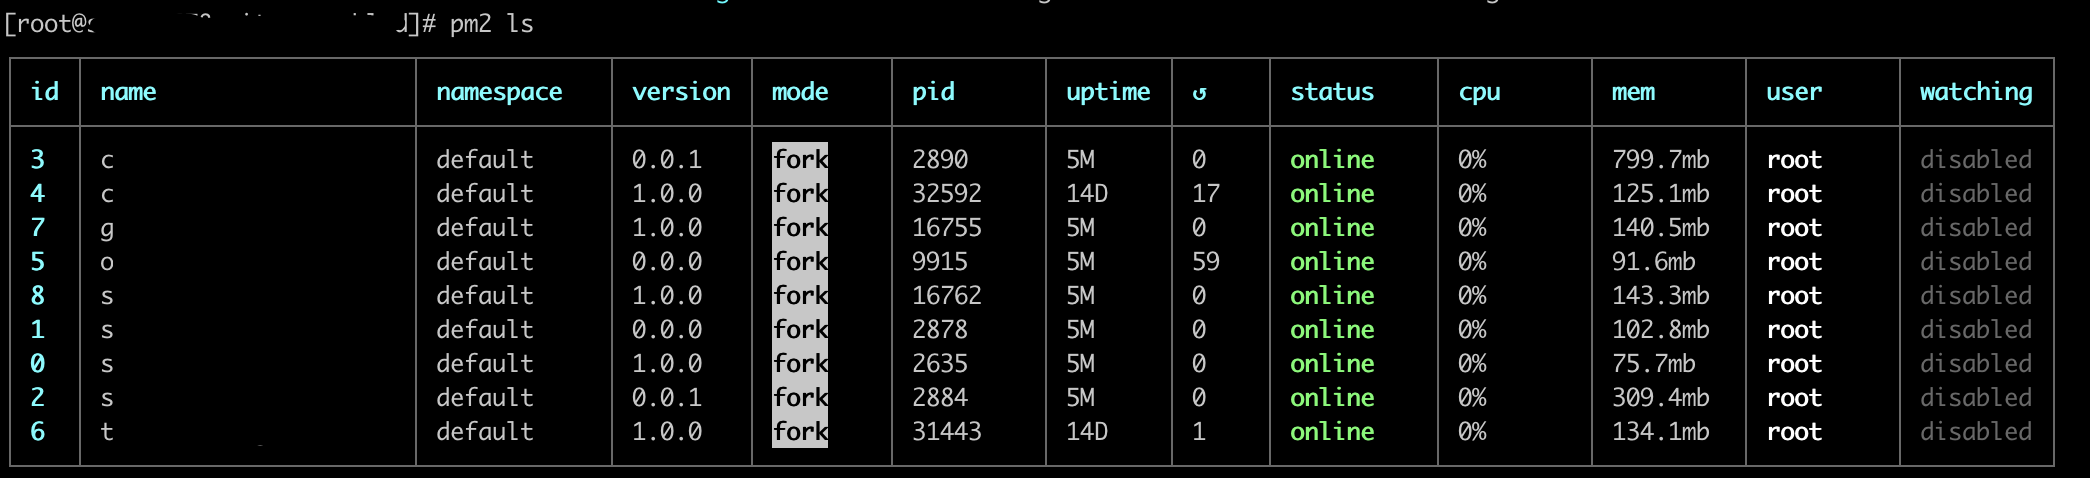 [root@s d]# pm2 ls
id name namespace version mode pid uptime ↺ status cpu mem user watching
3 c default 0.0.1 fork 2890 5M 0 online 0% 799.7mb root disabled
4 c default 1.0.0 fork 32592 14D 17 online 0% 125.1mb root disabled
7 g default 1.0.0 fork 16755 5M 0 online 0% 140.5mb root disabled
5 o default 0.0.0 fork 9915 5M 59 online 0% 91.6mb root disabled
8 s default 1.0.0 fork 16762 5M 0 online 0% 143.3mb root disabled
1 s default 0.0.0 fork 2878 5M 0 online 0% 102.8mb root disabled
0 s default 1.0.0 fork 2635 5M 0 online 0% 75.7mb root disabled
2 s default 0.0.1 fork 2884 5M 0 online 0% 309.4mb root disabled
6 t default 1.0.0 fork 31443 14D 1 online 0% 134.1mb root disabled